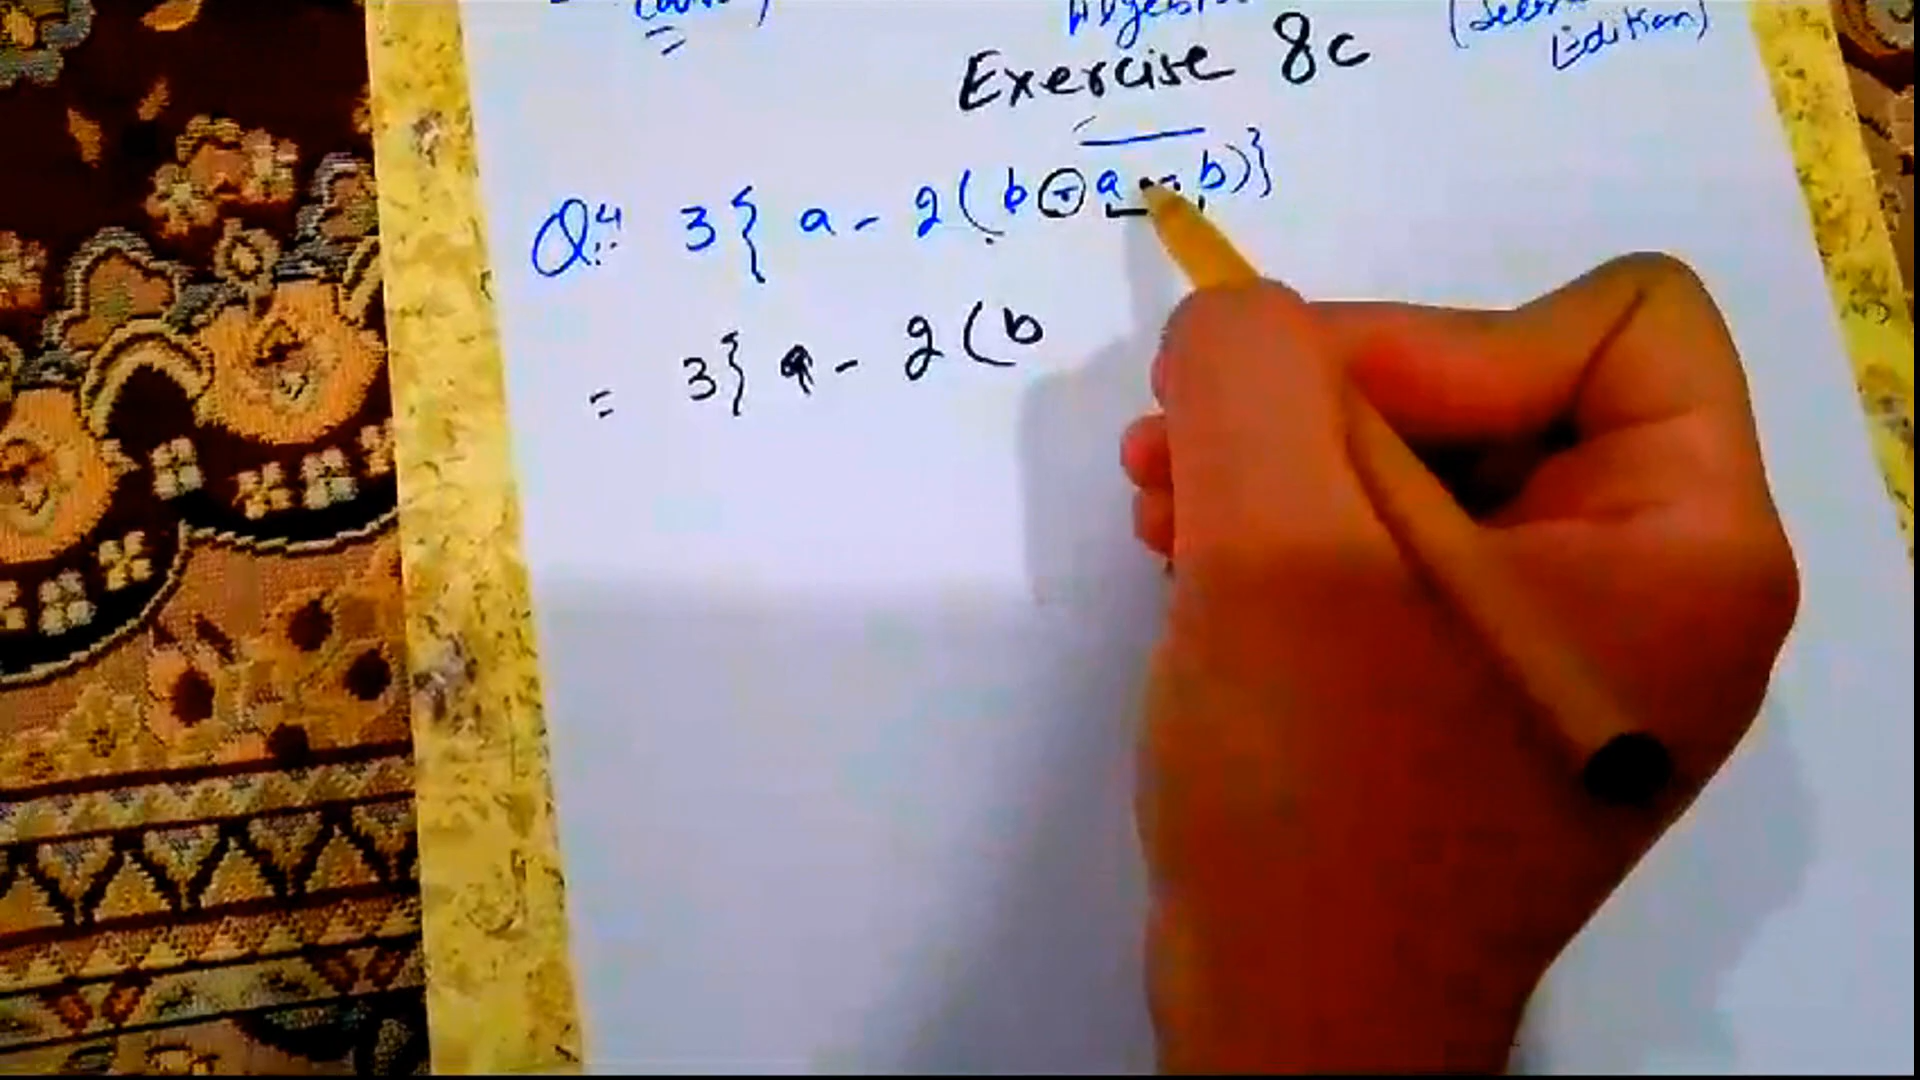 Edition)
Exercise 8c
Q4: 3{ a - 2( b - a - b)}
= 3{ a - 2(b